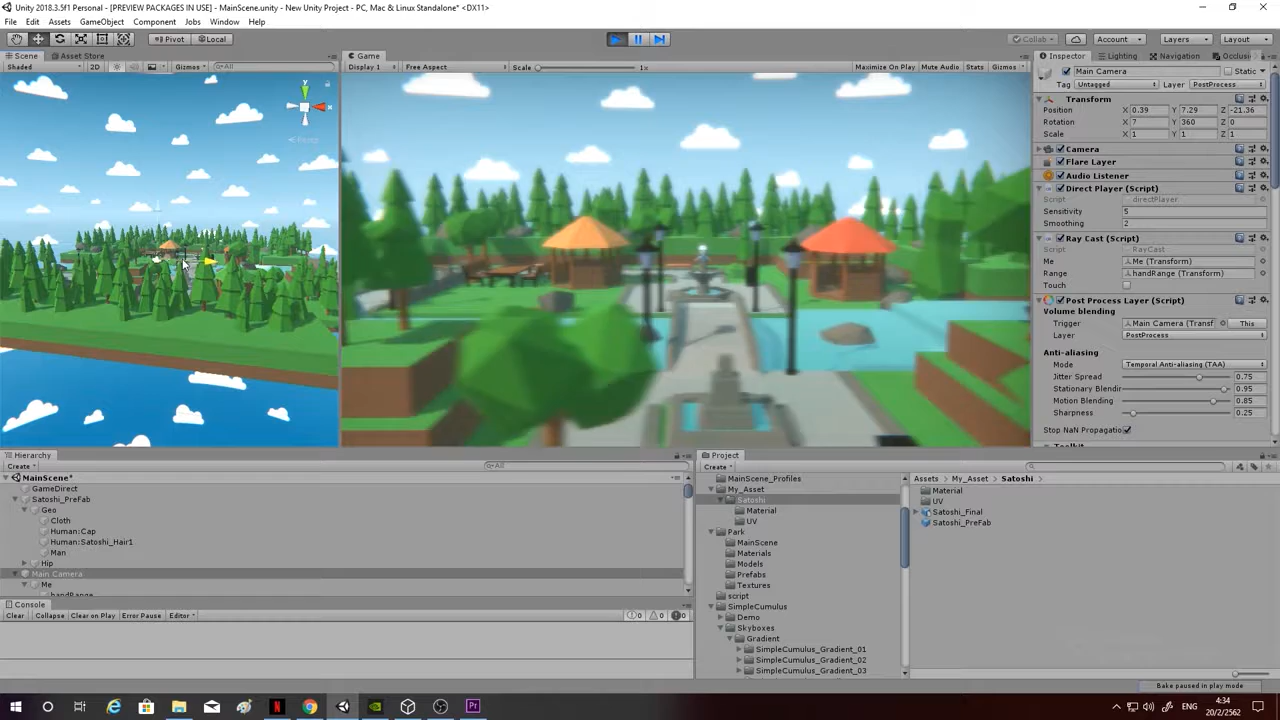 Unity 2018.3.5f1 Personal - [PREVIEW PACKAGES IN USE] - MainScene.unity - New Unity Project - PC, Mac & Linux Standalone* <DX11>
File Edit Assets GameObject Component Jobs Window Help
Pivot Local Collab Account Layers Layout
Scene Asset Store Game Inspector Lighting Navigation
Shaded 2D Gizmos All Display 1 Free Aspect Scale 1x Maximize On Play Mute Audio Stats Gizmos
Main Camera Static
Tag Untagged Layer PostProcess
Transform
Position X 0.39 Y 7.29 Z -21.36
Rotation X 7 Y 360 Z 0
Scale X 1 Y 1 Z 1
Camera
Flare Layer
Audio Listener
Direct Player (Script)
Script directPlayer
Sensitivity 5
Smoothing 2
Ray Cast (Script)
Script RayCast
Me Me (Transform)
Range handRange (Transform)
Touch
Post Process Layer (Script)
Volume blending
Trigger Main Camera (Transf This
Layer PostProcess
Anti-aliasing
Mode Temporal Anti-aliasing (TAA)
Jitter Spread 0.75
Stationary Blendin 0.95
Motion Blending 0.85
Sharpness 0.25
Stop NaN Propagatio
y
x
Persp
Hierarchy
Create All
MainScene*
GameDirect
Satoshi_PreFab
Geo
Cloth
Human:Cap
Human:Satoshi_Hair1
Man
Hip
Main Camera
Me
handRange
Console
Clear Collapse Clear on Play Error Pause Editor 0 0 0
Project
Create
MainScene_Profiles
My_Asset
Satoshi
Material
UV
Park
MainScene
Materials
Models
Prefabs
Textures
script
SimpleCumulus
Demo
Skyboxes
Gradient
SimpleCumulus_Gradient_01
SimpleCumulus_Gradient_02
SimpleCumulus_Gradient_03
Assets My_Asset Satoshi
Material
UV
Satoshi_Final
Satoshi_PreFab
Bake paused in play mode
N Pr ENG 4:34
20/2/2562